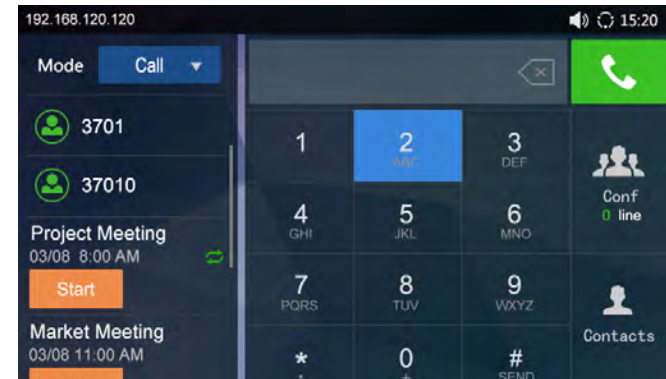 192.168.120.120
15:20
Mode Call
3701
37010
Project Meeting
03/08 8:00 AM
Start
Market Meeting
03/08 11:00 AM
1
2
ABC
3
DEF
4
GHI
5
JKL
6
MNO
7
PQRS
8
TUV
9
WXYZ
*
.
0
+
#
SEND
Conf
0 line
Contacts